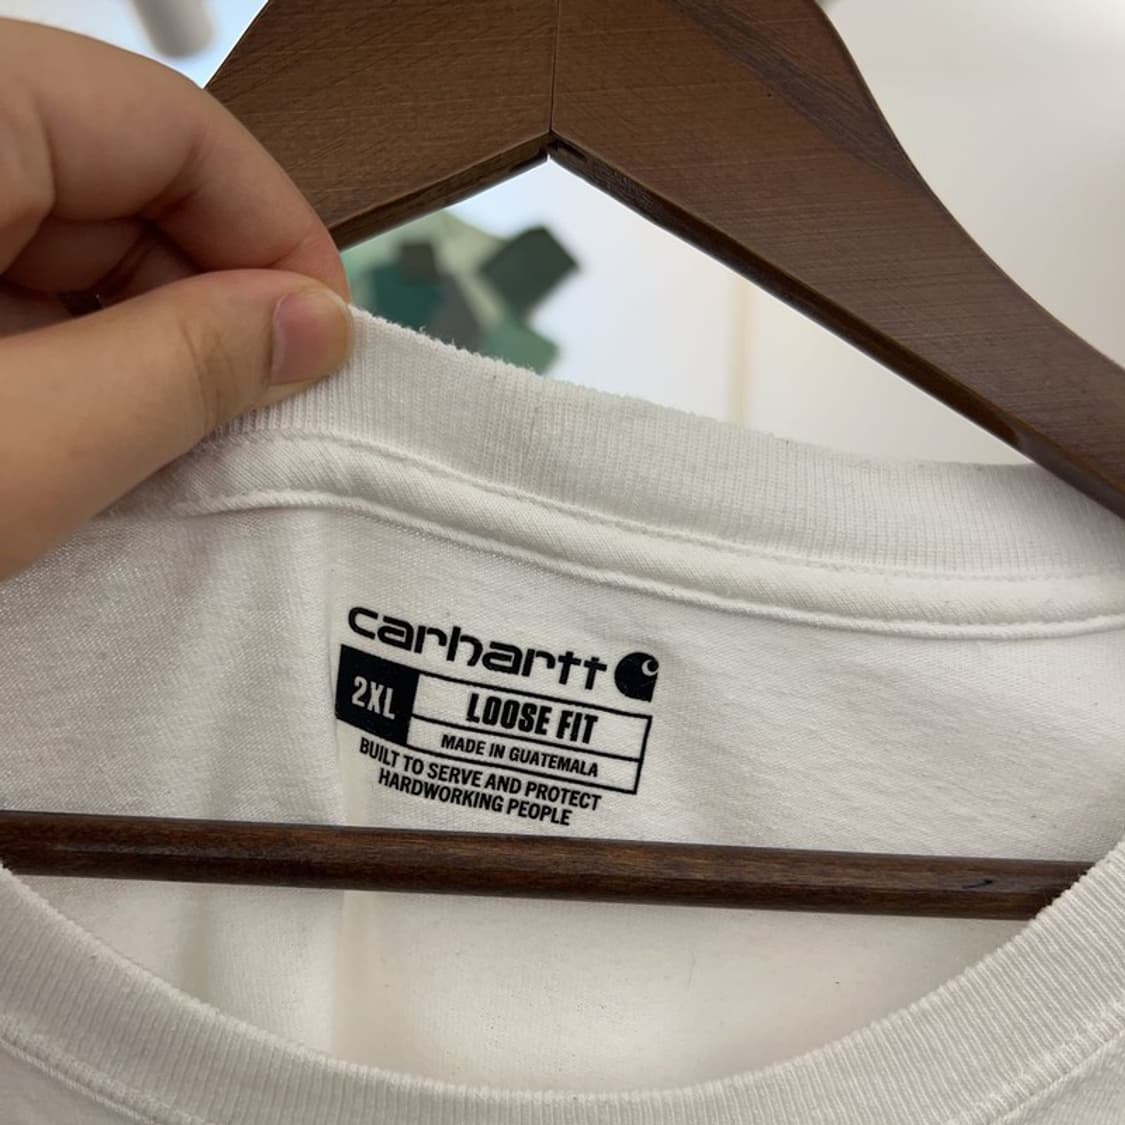 carhartt
2XL
LOOSE FIT
MADE IN GUATEMALA
BUILT TO SERVE AND PROTECT
HARDWORKING PEOPLE